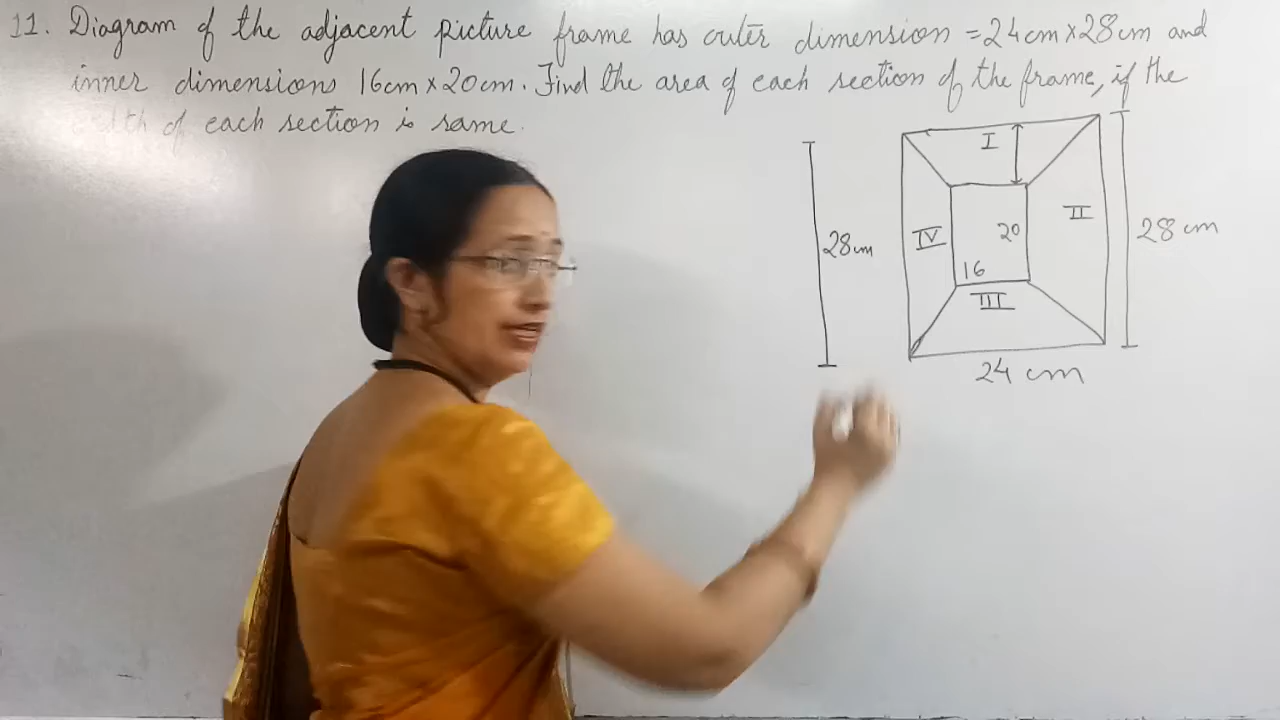 11. Diagram of the adjacent picture frame has outer dimension = 24cm x 28cm and
inner dimensions 16cm x 20cm. Find the area of each section of the frame, if the
of each section is same.
I
II
28cm
IV
20
28cm
16
III
24 cm